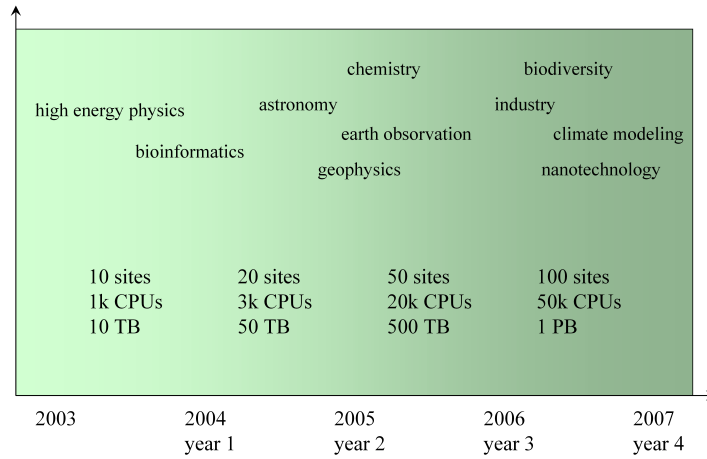 chemistry
biodiversity
high energy physics
astronomy
industry
earth observation
climate modeling
bioinformatics
geophysics
nanotechnology
10 sites
1k CPUs
10 TB
20 sites
3k CPUs
50 TB
50 sites
20k CPUs
500 TB
100 sites
50k CPUs
1 PB
2003
2004
year 1
2005
year 2
2006
year 3
2007
year 4